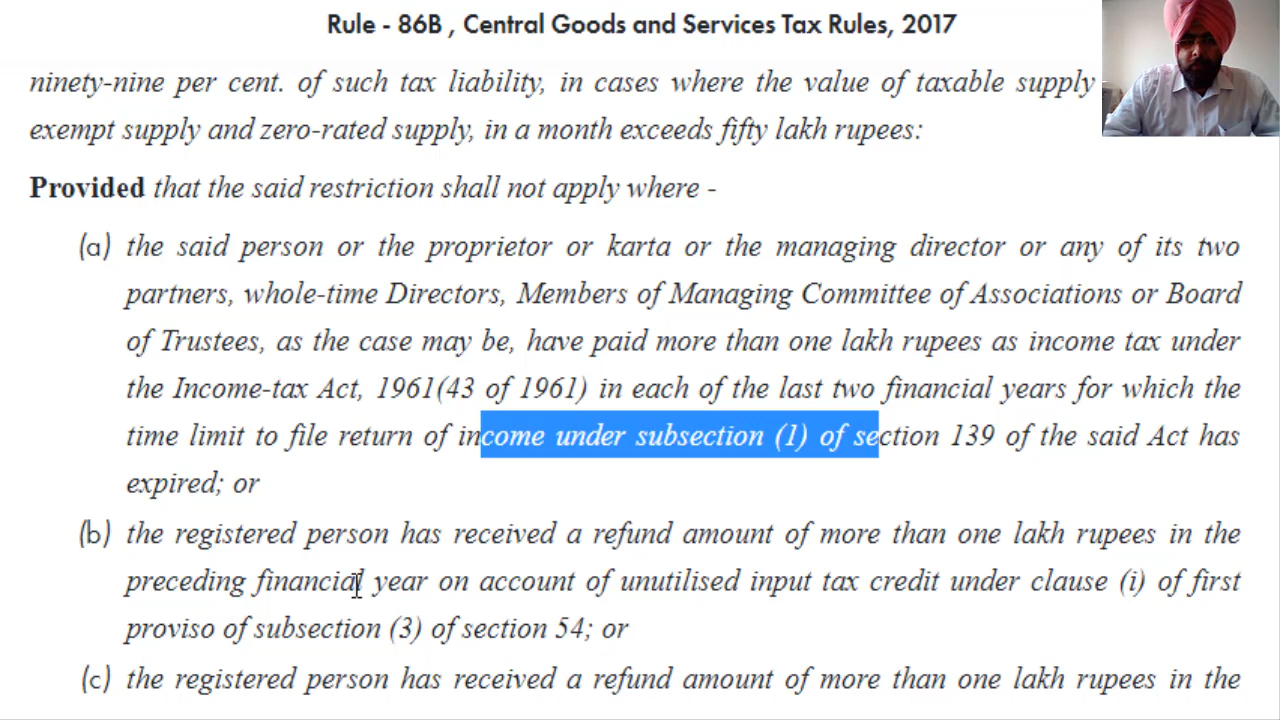 Rule - 86B , Central Goods and Services Tax Rules, 2017
ninety-nine per cent. of such tax liability, in cases where the value of taxable supply
exempt supply and zero-rated supply, in a month exceeds fifty lakh rupees:
Provided that the said restriction shall not apply where -
(a) the said person or the proprietor or karta or the managing director or any of its two
partners, whole-time Directors, Members of Managing Committee of Associations or Board
of Trustees, as the case may be, have paid more than one lakh rupees as income tax under
the Income-tax Act, 1961(43 of 1961) in each of the last two financial years for which the
time limit to file return of income under subsection (1) of section 139 of the said Act has
expired; or
(b) the registered person has received a refund amount of more than one lakh rupees in the
preceding financial year on account of unutilised input tax credit under clause (i) of first
proviso of subsection (3) of section 54; or
(c) the registered person has received a refund amount of more than one lakh rupees in the